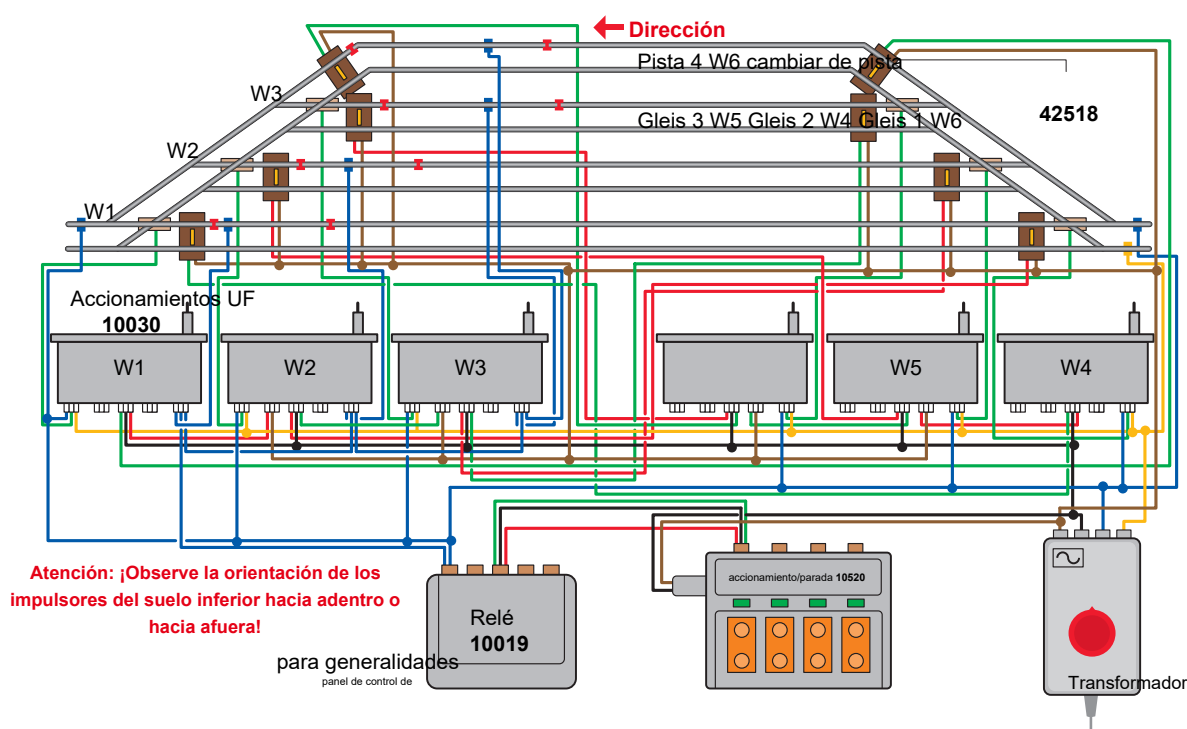 Dirección
Pista 4 W6 cambiar de pista
W3
42518
Gleis 3 W5 Gleis 2 W4 Gleis 1 W6
W2
W1
Accionamientos UF
10030
W1
W2
W3
W5
W4
Atención: ¡Observe la orientación de los
impulsores del suelo inferior hacia adentro o
hacia afuera!
Relé
10019
para generalidades
panel de control de
accionamiento/parada 10520
Transformador